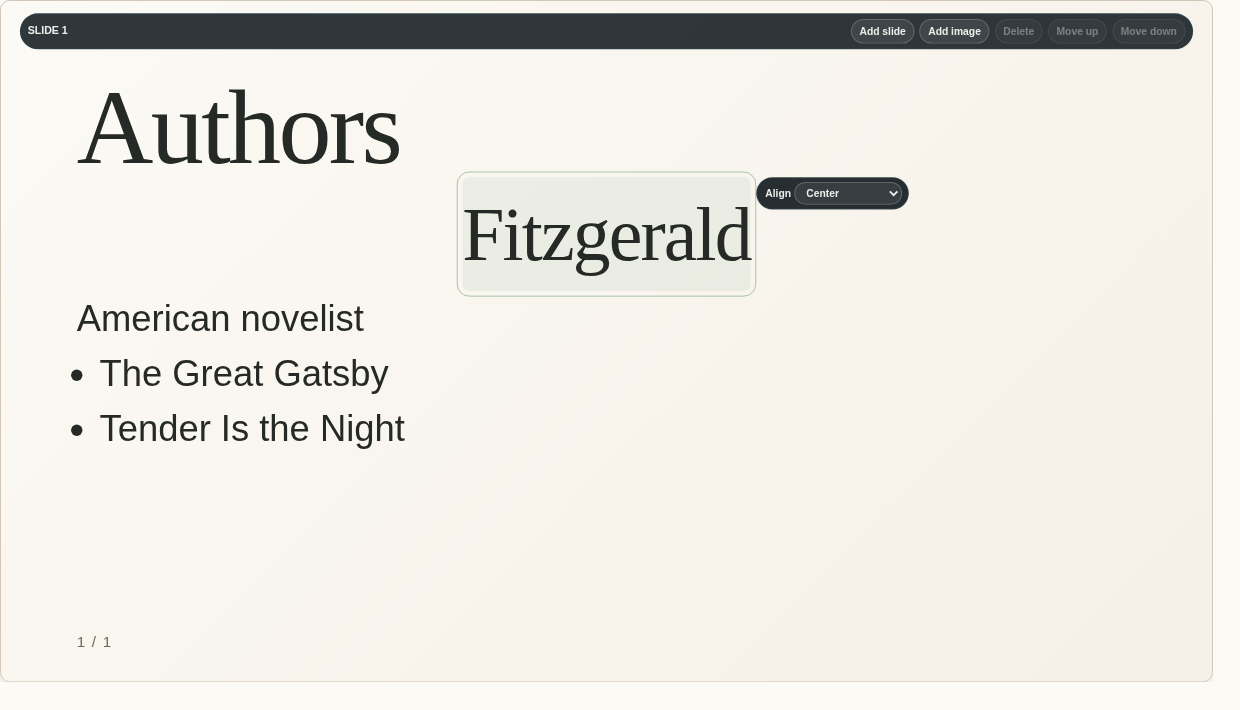 SLIDE 1 Add slide Add image Delete Move up Move down
Authors
Align Center
Fitzgerald
American novelist
• The Great Gatsby
• Tender Is the Night
1 / 1